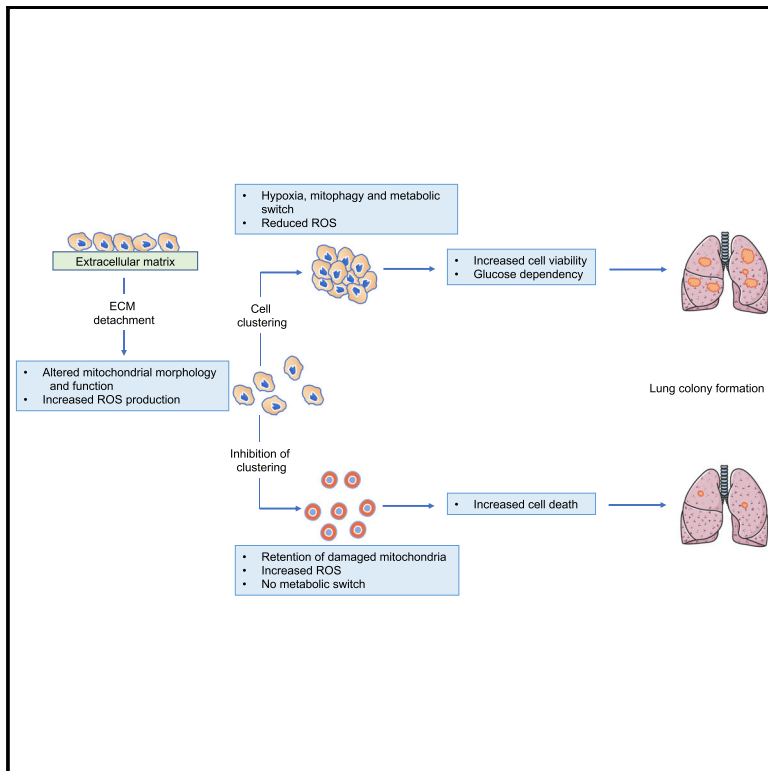 Extracellular matrix
ECM
detachment
• Altered mitochondrial morphology
and function
• Increased ROS production
• Hypoxia, mitophagy and metabolic
switch
• Reduced ROS
Cell
clustering
• Increased cell viability
• Glucose dependency
Lung colony formation
Inhibition of
clustering
• Retention of damaged mitochondria
• Increased ROS
• No metabolic switch
• Increased cell death